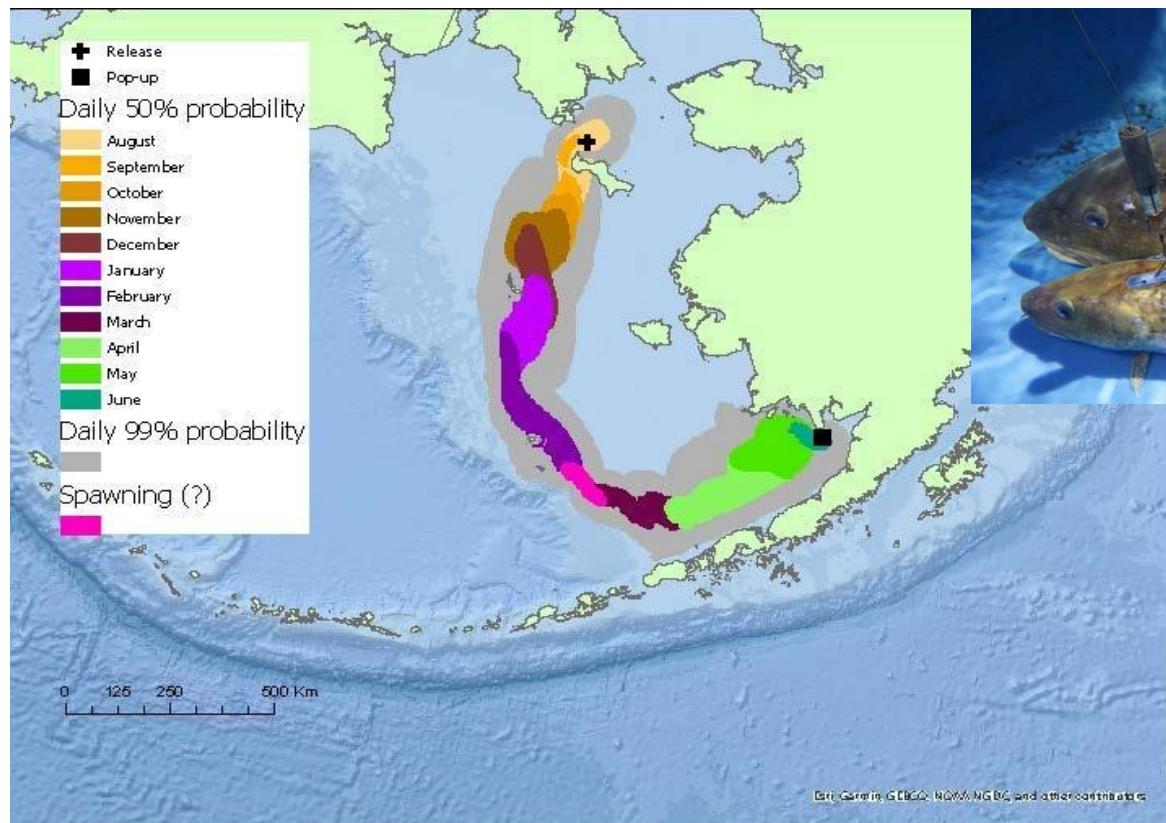 Release
Pop-up
Daily 50% probability
August
September
October
November
December
January
February
March
April
May
June
Daily 99% probability
Spawning (?)
0 125 250 500 Km
Esri, Garmin, GEBCO, NOAA NGDC, and other contributors